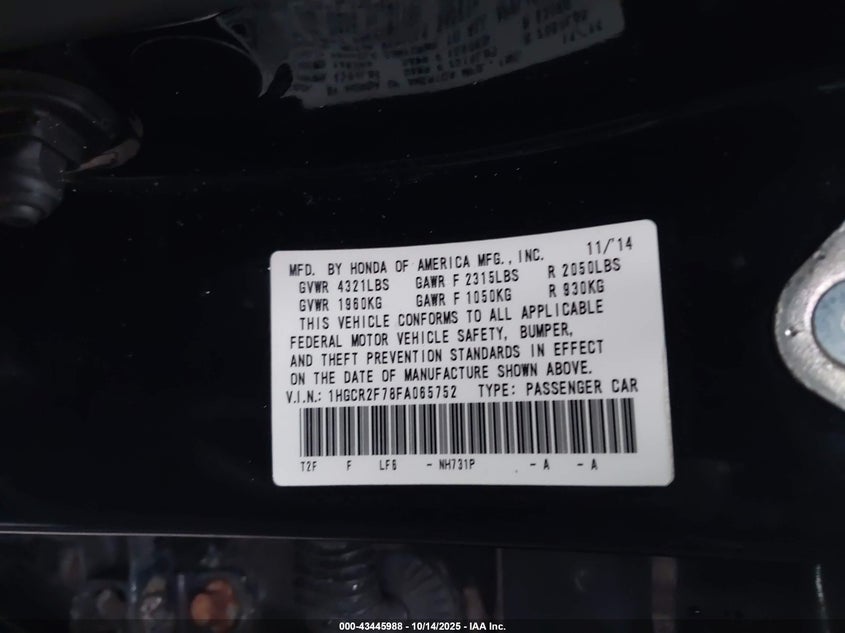 MFD. BY HONDA OF AMERICA MFG., INC. 11/'14
GVWR 4321LBS GAWR F 2315LBS R 2050LBS
GVWR 1960KG GAWR F 1050KG R 930KG
THIS VEHICLE CONFORMS TO ALL APPLICABLE
FEDERAL MOTOR VEHICLE SAFETY, BUMPER,
AND THEFT PREVENTION STANDARDS IN EFFECT
ON THE DATE OF MANUFACTURE SHOWN ABOVE.
V.I.N.: 1HGCR2F78FA065752 TYPE: PASSENGER CAR
T2F F LF6 - NH731P - A - A
000-43445988 | 10/14/2025 - IAA Inc.